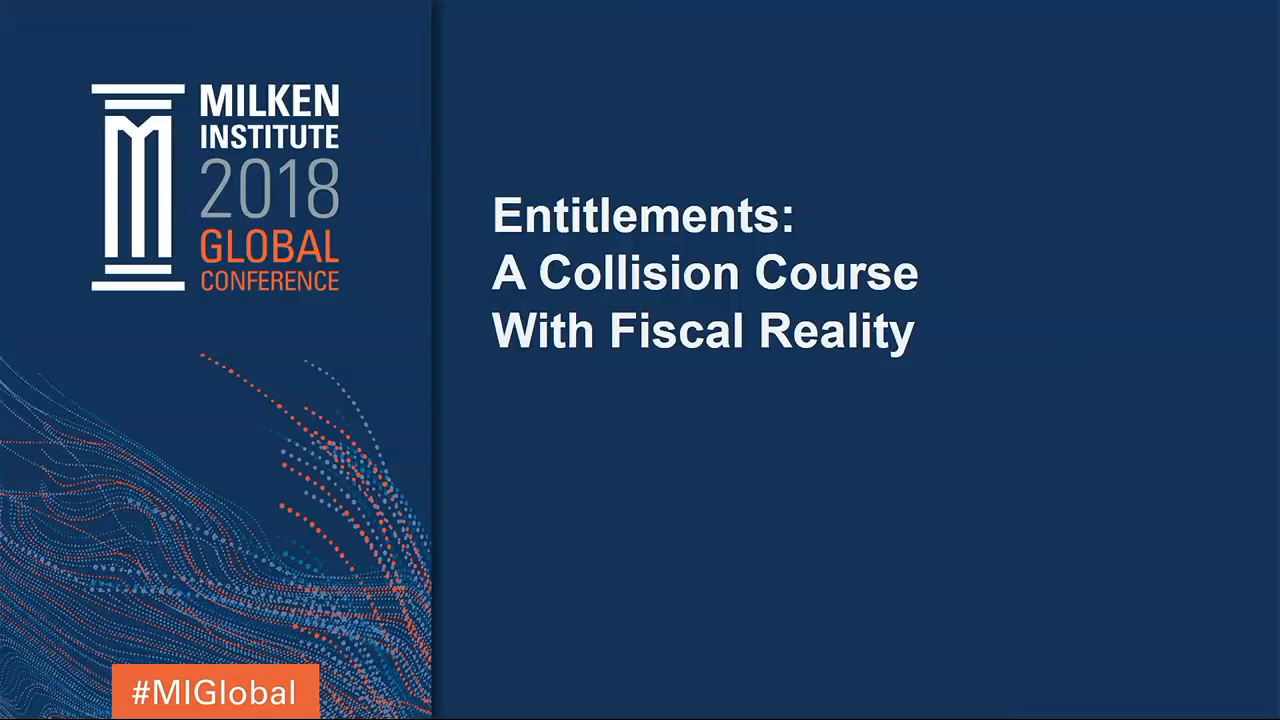 MILKEN
INSTITUTE
2018
GLOBAL
CONFERENCE
Entitlements:
A Collision Course
With Fiscal Reality
#MIGlobal